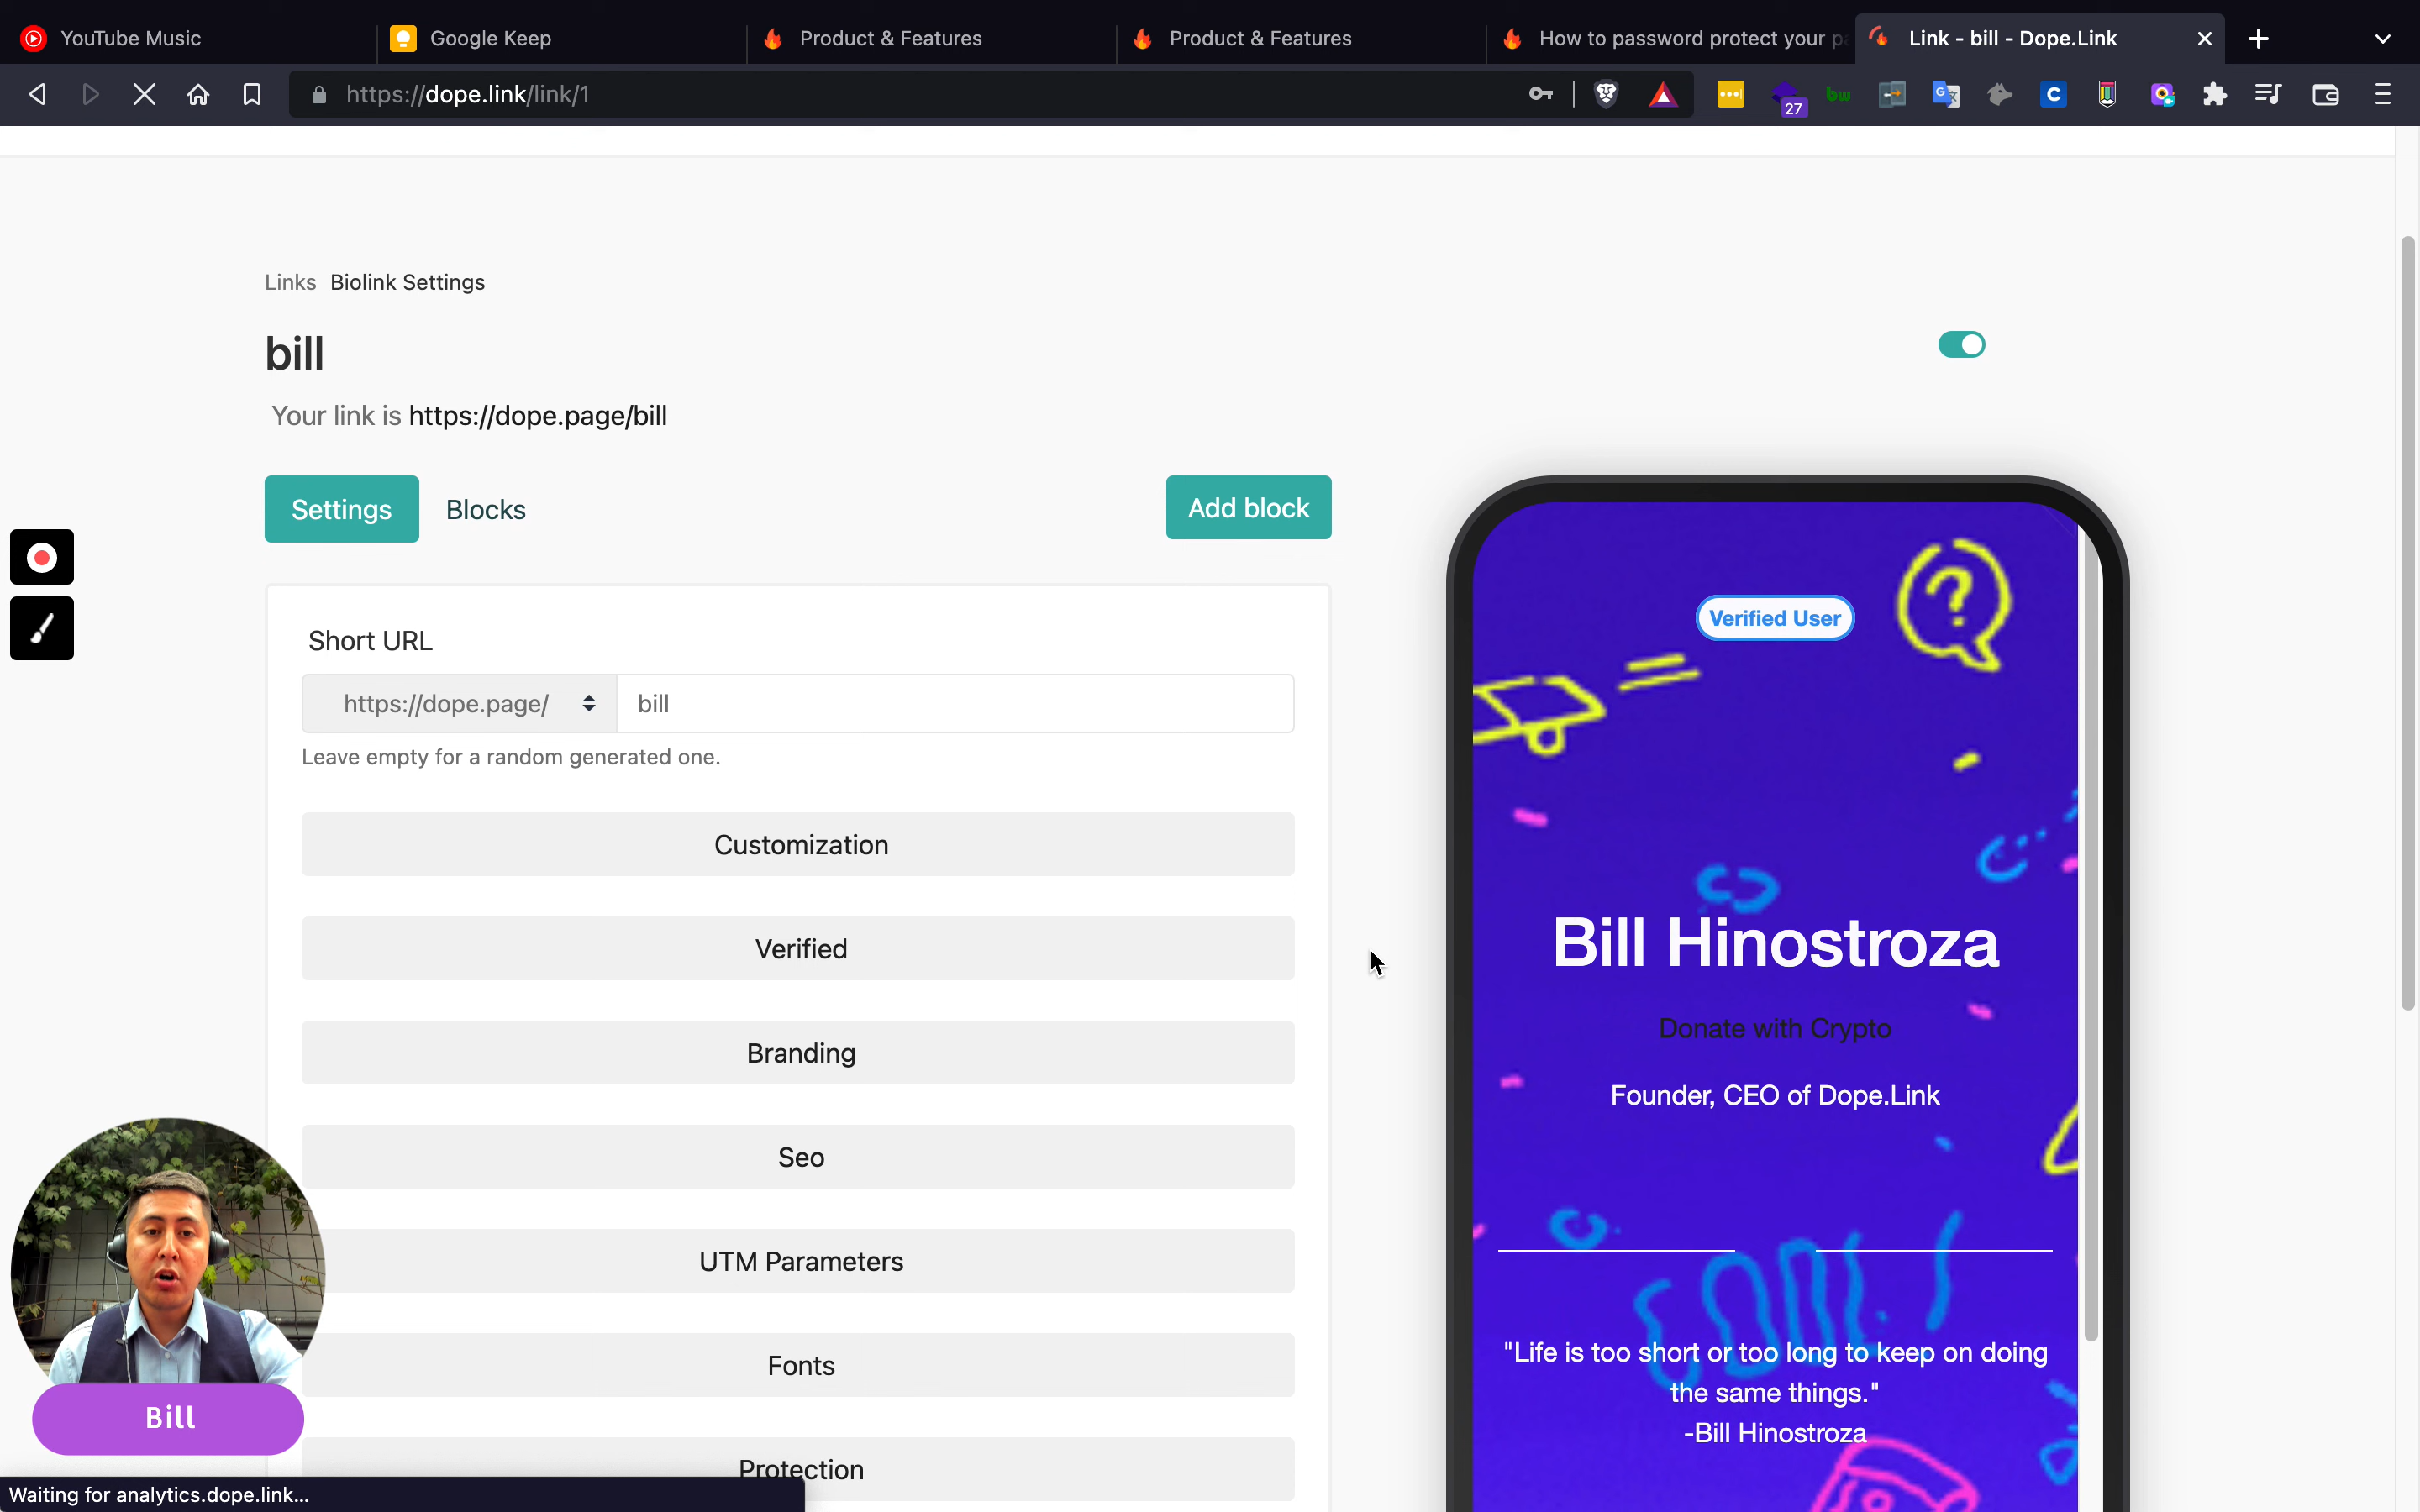 YouTube Music
Google Keep
Product & Features
Product & Features
How to password protect your pa
Link - bill - Dope.Link
https://dope.link/link/1
bw
27
C
Links Biolink Settings
bill
Your link is https://dope.page/bill
Settings
Blocks
Add block
Short URL
https://dope.page/
bill
Leave empty for a random generated one.
Customization
Verified
Branding
Seo
UTM Parameters
Fonts
Protection
Verified User
?
Bill Hinostroza
Donate with Crypto
Founder, CEO of Dope.Link
COOL!
"Life is too short or too long to keep on doing
the same things."
-Bill Hinostroza
Bill
Waiting for analytics.dope.link...